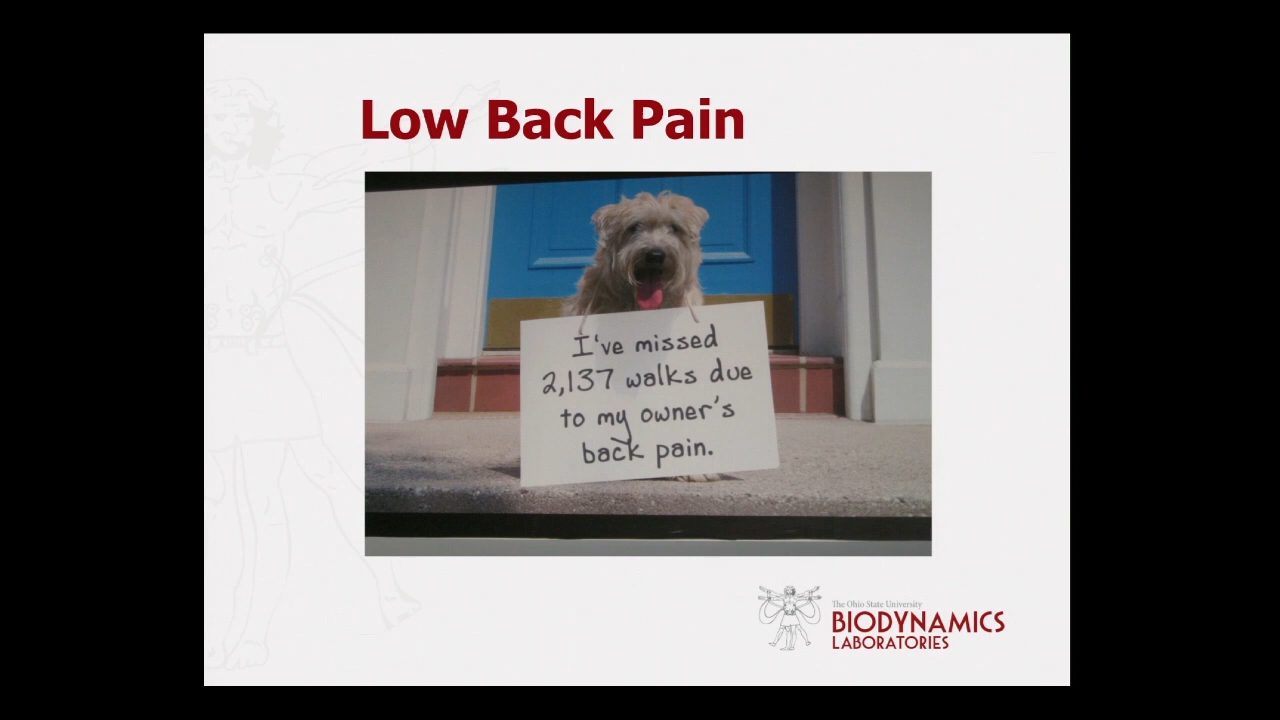 Low Back Pain
I've missed
2,137 walks due
to my owner's
back pain.
The Ohio State University
BIODYNAMICS
LABORATORIES